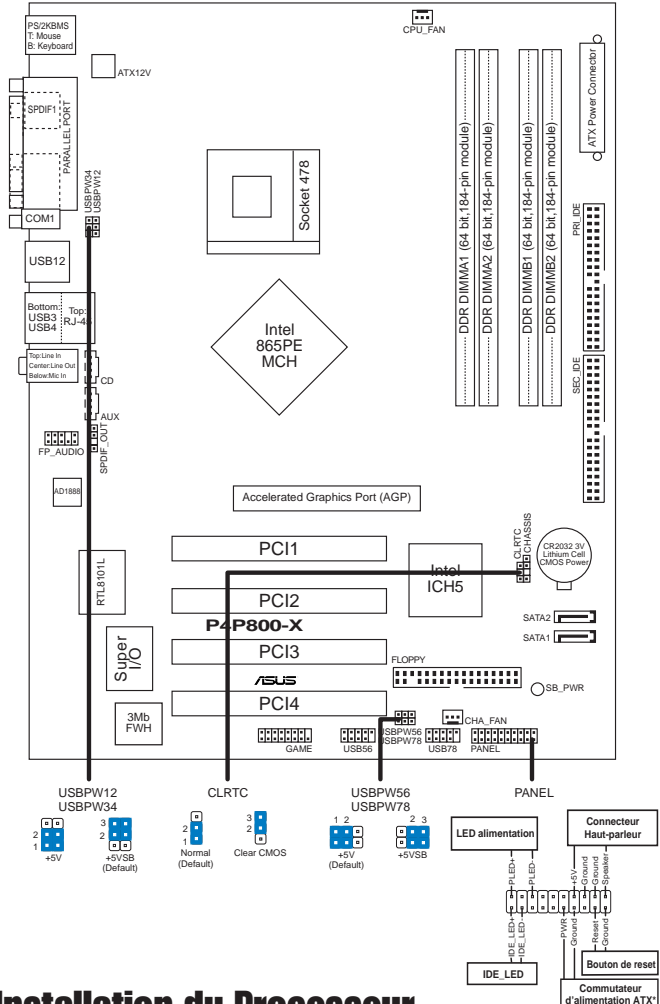 PS/2KBMS
T: Mouse
B: Keyboard
CPU_FAN
ATX12V
ATX Power Connector
SPDIF1
PARALLEL PORT
COM1
USBPW34
USBPW12
Socket 478
DDR DIMMA1 (64 bit,184-pin module)
DDR DIMMA2 (64 bit,184-pin module)
DDR DIMMB1 (64 bit,184-pin module)
DDR DIMMB2 (64 bit,184-pin module)
PRI_IDE
USB12
Bottom:
USB3
USB4
Top:
RJ-45
Intel
865PE
MCH
Top:Line In
Center:Line Out
Below:Mic In
CD
AUX
SEC_IDE
FP_AUDIO
SPDIF_OUT
AD1888
Accelerated Graphics Port (AGP)
PCI1
Intel
ICH5
CLRTC
CHASSIS
CR2032 3V
Lithium Cell
CMOS Power
RTL8101L
PCI2
P4P800-X
SATA2
SATA1
Super
I/O
PCI3
FLOPPY
ASUS
SB_PWR
PCI4
3Mb
FWH
GAME
USB56
USBPW56
USBPW78
CHA_FAN
USB78
PANEL
USBPW12
USBPW34
CLRTC
USBPW56
USBPW78
PANEL
2
1
+5V
3
2
+5VSB
(Default)
2
1
Normal
(Default)
3
2
Clear CMOS
1 2
+5V
(Default)
2 3
+5VSB
LED alimentation
Connecteur
Haut-parleur
PLED+
PLED-
+5V
Ground
Ground
Speaker
IDE_LED+
IDE_LED-
PWR
Ground
Reset
Ground
IDE_LED
Bouton de reset
Commutateur
d'alimentation ATX*
Installation du Processeur